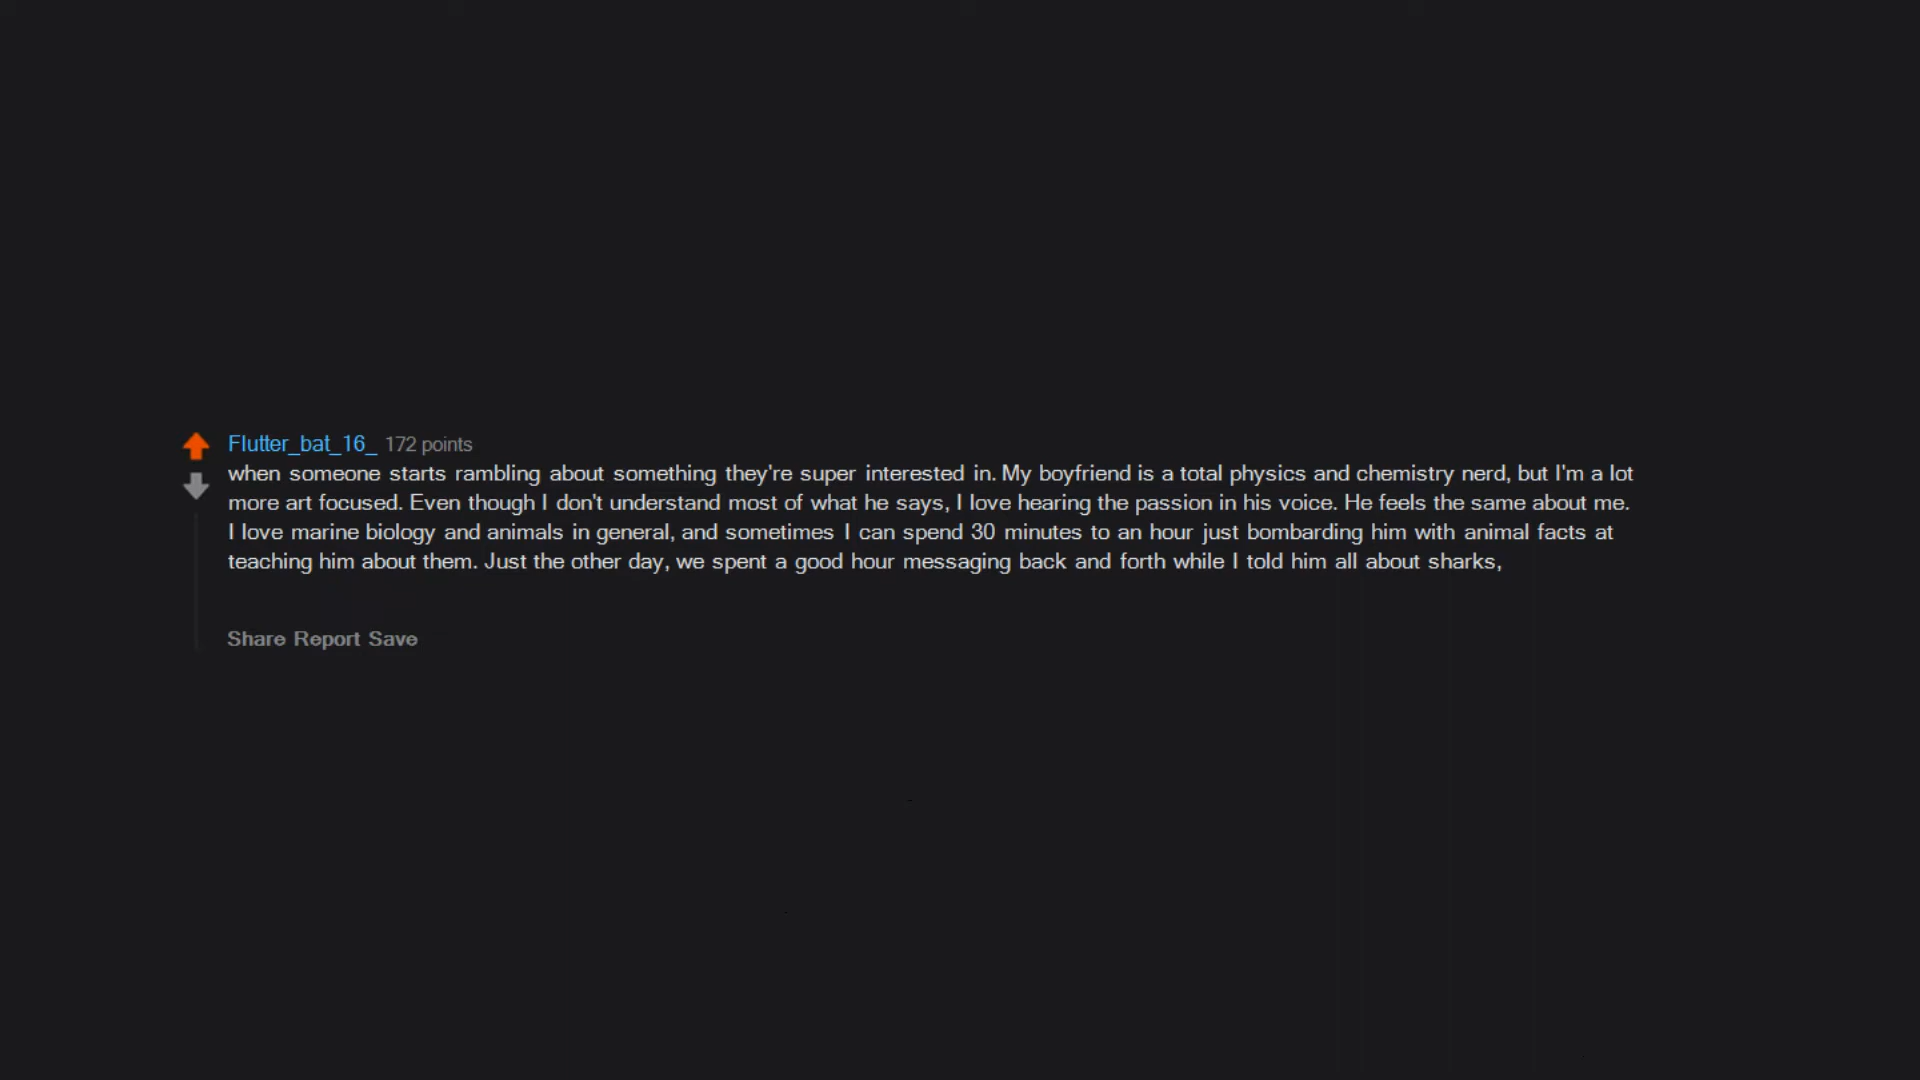 Flutter_bat_16_ 172 points
when someone starts rambling about something they're super interested in. My boyfriend is a total physics and chemistry nerd, but I'm a lot
more art focused. Even though I don't understand most of what he says, I love hearing the passion in his voice. He feels the same about me.
I love marine biology and animals in general, and sometimes I can spend 30 minutes to an hour just bombarding him with animal facts at
teaching him about them. Just the other day, we spent a good hour messaging back and forth while I told him all about sharks,
Share Report Save